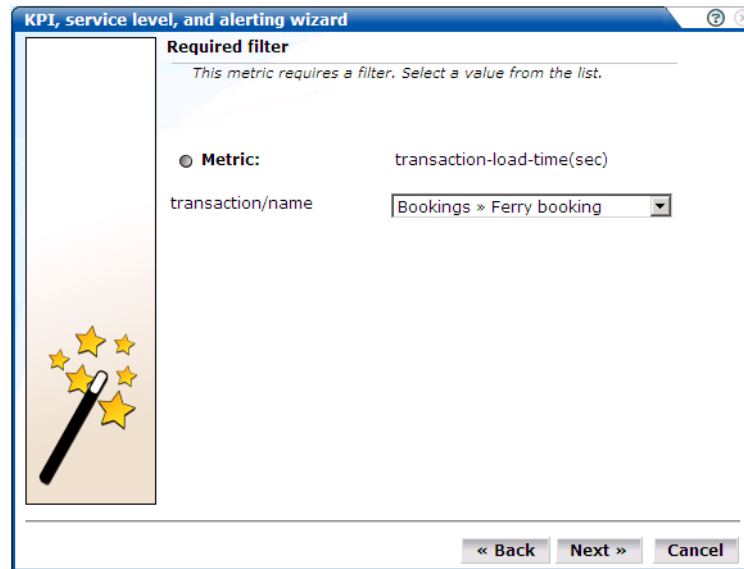 KPI, service level, and alerting wizard
Required filter
This metric requires a filter. Select a value from the list.
Metric: transaction-load-time(sec)
transaction/name Bookings » Ferry booking
« Back Next » Cancel